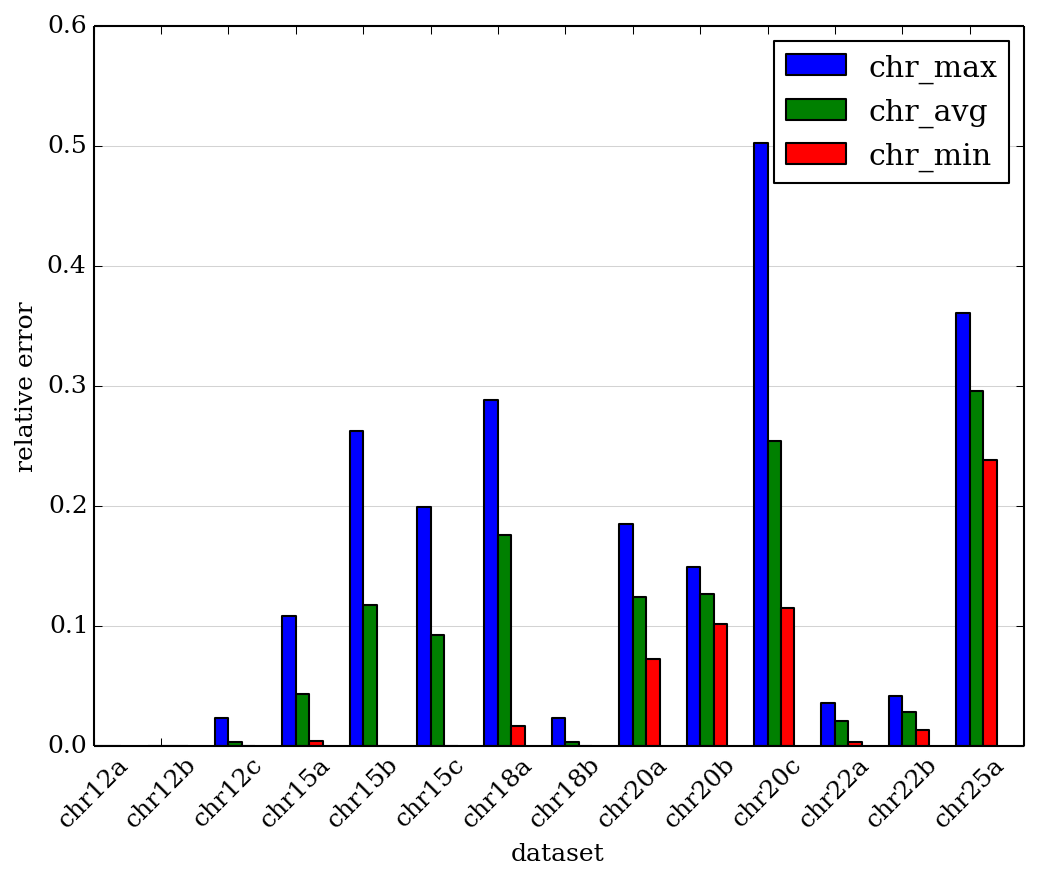 0.6
0.5
0.4
0.3
0.2
0.1
0.0
relative error
chr_max
chr_avg
chr_min
chr12a
chr12b
chr12c
chr15a
chr15b
chr15c
chr18a
chr18b
chr20a
chr20b
chr20c
chr22a
chr22b
chr25a
dataset